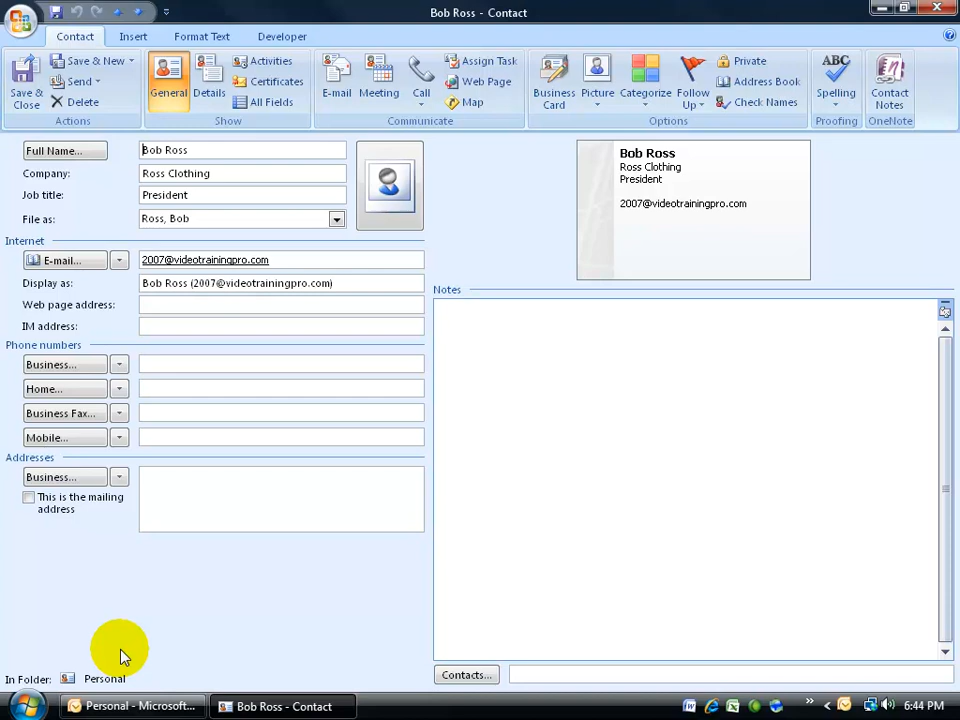 Bob Ross - Contact
Contact Insert Format Text Developer
Save & Close
Save & New
Send
Delete
Actions
General
Details
Activities
Certificates
All Fields
Show
E-mail
Meeting
Call
Assign Task
Web Page
Map
Communicate
Business Card
Picture
Categorize
Follow Up
Private
Address Book
Check Names
Options
ABC
Spelling
Proofing
Contact Notes
OneNote
Full Name... Bob Ross
Company: Ross Clothing
Job title: President
File as: Ross, Bob
Internet
E-mail... 2007@videotrainingpro.com
Display as: Bob Ross (2007@videotrainingpro.com)
Web page address:
IM address:
Phone numbers
Business...
Home...
Business Fax...
Mobile...
Addresses
Business...
This is the mailing
address
Bob Ross
Ross Clothing
President
2007@videotrainingpro.com
Notes
Contacts...
In Folder: Personal
Personal - Microsoft... Bob Ross - Contact 6:44 PM